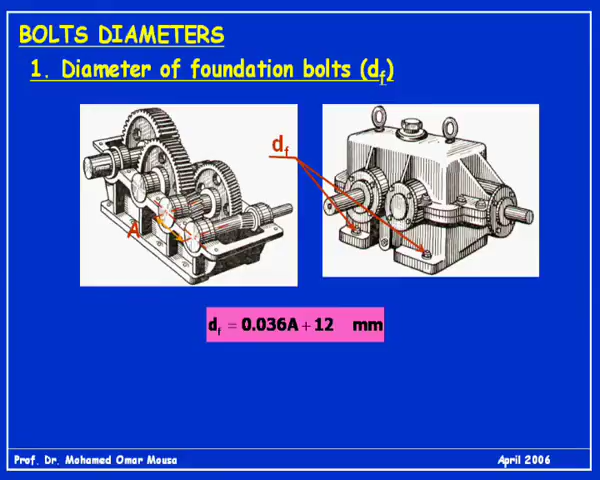 BOLTS DIAMETERS
1. Diameter of foundation bolts (df)
df
A
df = 0.036A + 12 mm
Prof. Dr. Mohamed Omar Mousa
April 2006